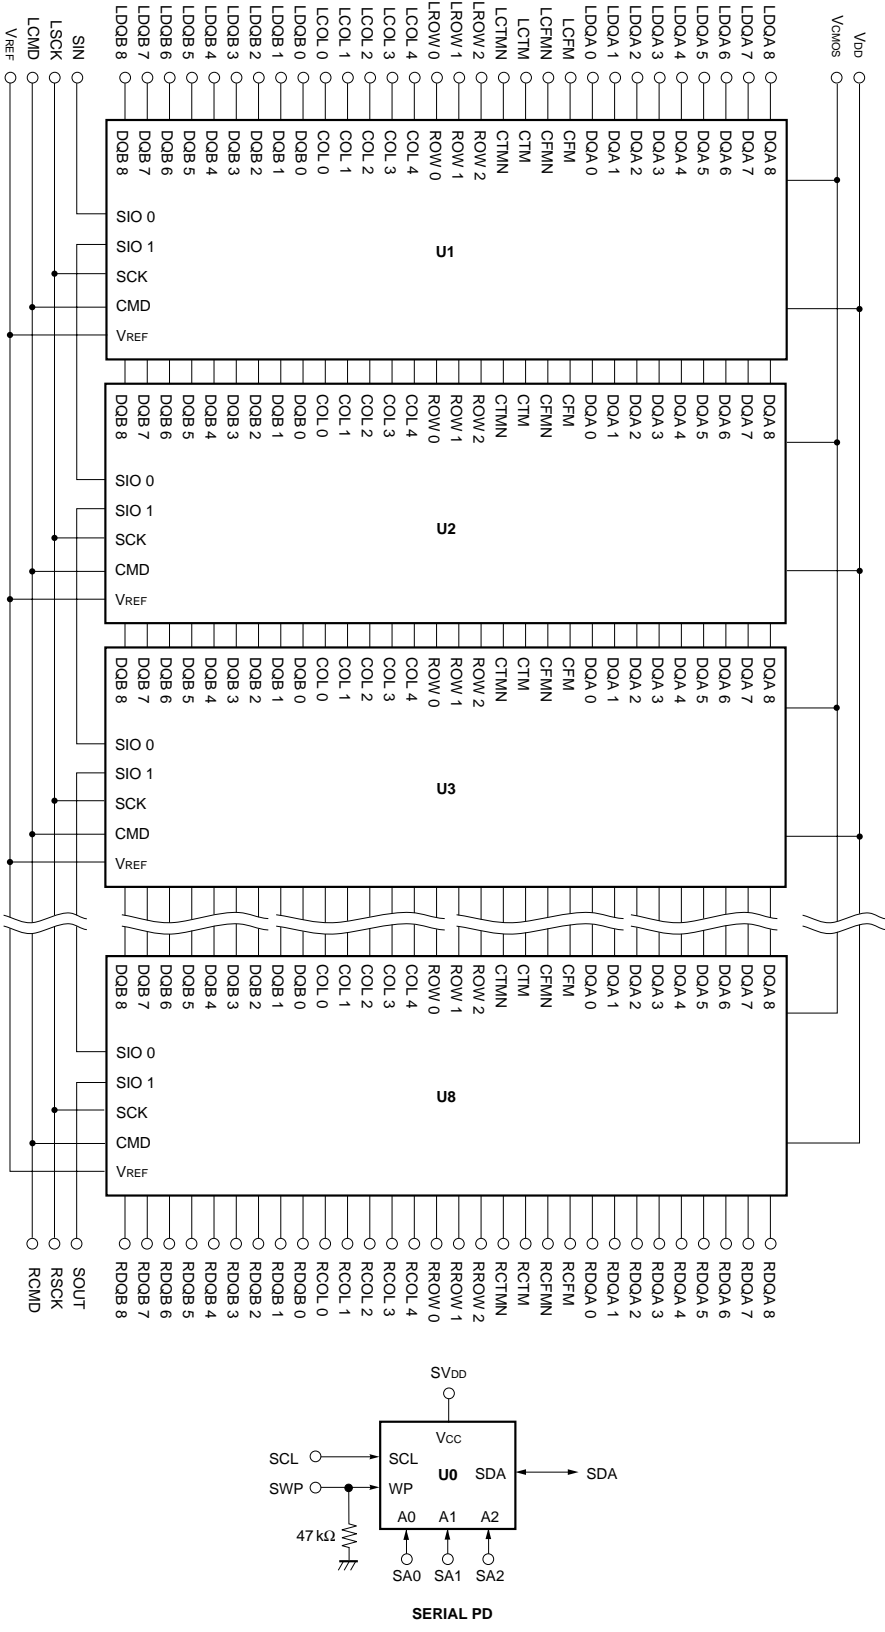 VREF LCMD LSCK SIN LDQB 8 LDQB 7 LDQB 6 LDQB 5 LDQB 4 LDQB 3 LDQB 2 LDQB 1 LDQB 0 LCOL 0 LCOL 1 LCOL 2 LCOL 3 LCOL 4 LROW 0 LROW 1 LROW 2 LCTMN LCTM LCFMN LCFM LDQA 0 LDQA 1 LDQA 2 LDQA 3 LDQA 4 LDQA 5 LDQA 6 LDQA 7 LDQA 8 VCMOS VDD
DQB 8 DQB 7 DQB 6 DQB 5 DQB 4 DQB 3 DQB 2 DQB 1 DQB 0 COL 0 COL 1 COL 2 COL 3 COL 4 ROW 0 ROW 1 ROW 2 CTMN CTM CFMN CFM DQA 0 DQA 1 DQA 2 DQA 3 DQA 4 DQA 5 DQA 6 DQA 7 DQA 8
SIO 0
SIO 1
U1
SCK
CMD
VREF
DQB 8 DQB 7 DQB 6 DQB 5 DQB 4 DQB 3 DQB 2 DQB 1 DQB 0 COL 0 COL 1 COL 2 COL 3 COL 4 ROW 0 ROW 1 ROW 2 CTMN CTM CFMN CFM DQA 0 DQA 1 DQA 2 DQA 3 DQA 4 DQA 5 DQA 6 DQA 7 DQA 8
SIO 0
SIO 1
U2
SCK
CMD
VREF
DQB 8 DQB 7 DQB 6 DQB 5 DQB 4 DQB 3 DQB 2 DQB 1 DQB 0 COL 0 COL 1 COL 2 COL 3 COL 4 ROW 0 ROW 1 ROW 2 CTMN CTM CFMN CFM DQA 0 DQA 1 DQA 2 DQA 3 DQA 4 DQA 5 DQA 6 DQA 7 DQA 8
SIO 0
SIO 1
U3
SCK
CMD
VREF
DQB 8 DQB 7 DQB 6 DQB 5 DQB 4 DQB 3 DQB 2 DQB 1 DQB 0 COL 0 COL 1 COL 2 COL 3 COL 4 ROW 0 ROW 1 ROW 2 CTMN CTM CFMN CFM DQA 0 DQA 1 DQA 2 DQA 3 DQA 4 DQA 5 DQA 6 DQA 7 DQA 8
SIO 0
SIO 1
U8
SCK
CMD
VREF
RCMD RSCK SOUT RDQB 8 RDQB 7 RDQB 6 RDQB 5 RDQB 4 RDQB 3 RDQB 2 RDQB 1 RDQB 0 RCOL 0 RCOL 1 RCOL 2 RCOL 3 RCOL 4 RROW 0 RROW 1 RROW 2 RCTMN RCTM RCFMN RCFM RDQA 0 RDQA 1 RDQA 2 RDQA 3 RDQA 4 RDQA 5 RDQA 6 RDQA 7 RDQA 8
SVDD
VCC
SCL SCL
U0 SDA SDA
SWP WP
A0 A1 A2
47 kΩ
SA0 SA1 SA2
SERIAL PD